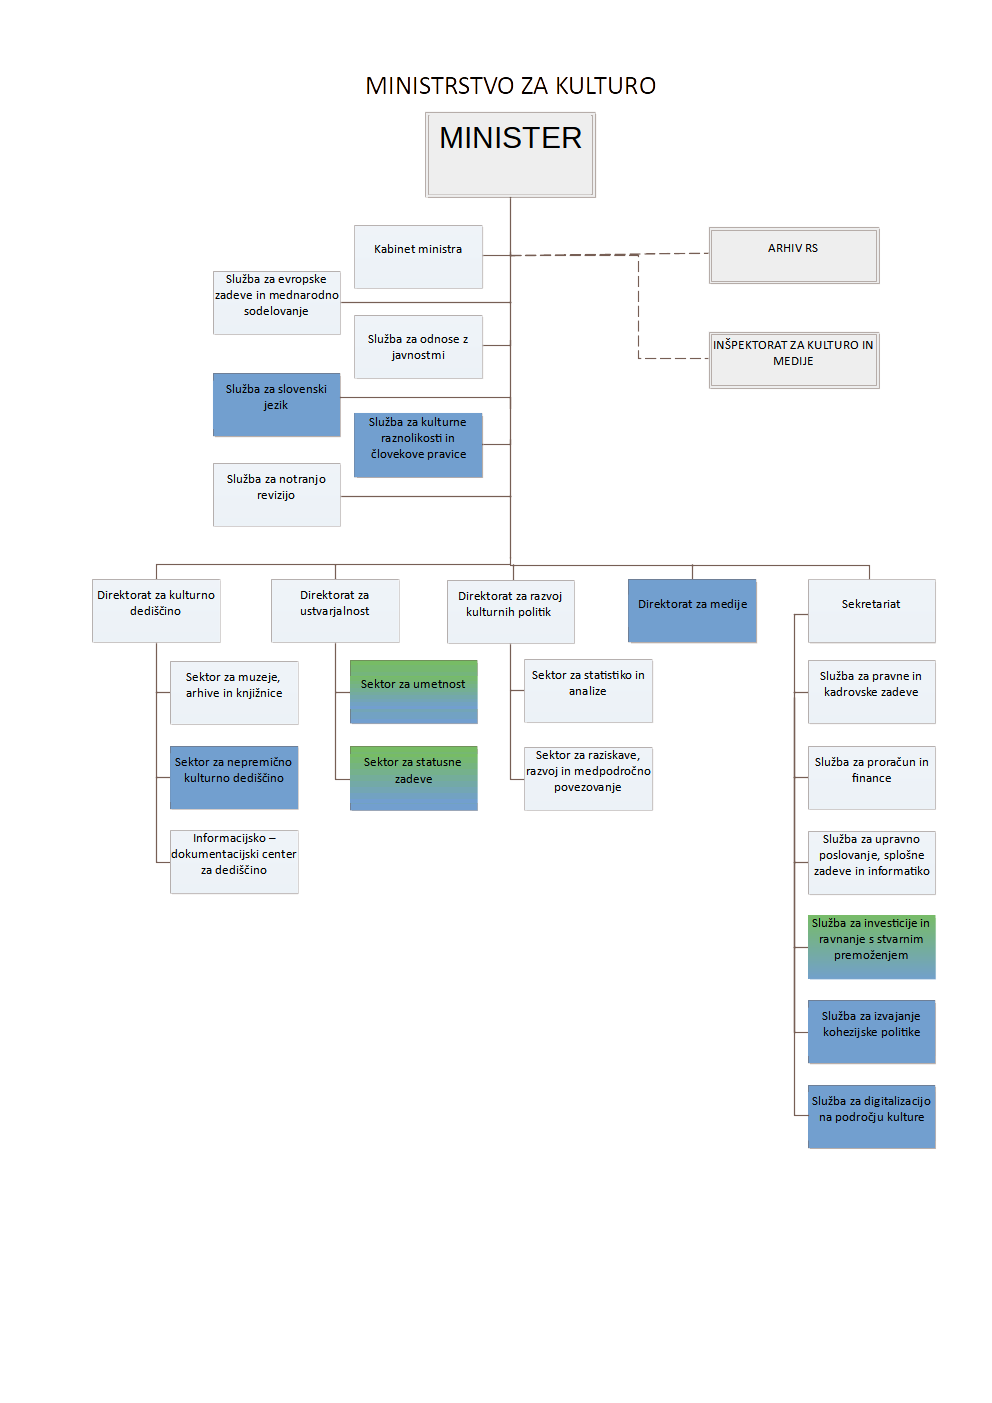 MINISTRSTVO ZA KULTURO
MINISTER
Kabinet ministra
ARHIV RS
Služba za evropske
zadeve in mednarodno
sodelovanje
Služba za odnose z
javnostmi
INŠPEKTORAT ZA KULTURO IN
MEDIJE
Služba za slovenski
jezik
Služba za kulturne
raznolikosti in
človekove pravice
Služba za notranjo
revizijo
Direktorat za kulturno
dediščino
Direktorat za
ustvarjalnost
Direktorat za razvoj
kulturnih politik
Direktorat za medije
Sekretariat
Sektor za muzeje,
arhive in knjižnice
Sektor za nepremično
kulturno dediščino
Informacijsko –
dokumentacijski center
za dediščino
Sektor za umetnost
Sektor za statusne
zadeve
Sektor za statistiko in
analize
Sektor za raziskave,
razvoj in medpodročno
povezovanje
Služba za pravne in
kadrovske zadeve
Služba za proračun in
finance
Služba za upravno
poslovanje, splošne
zadeve in informatiko
Služba za investicije in
ravnanje s stvarnim
premoženjem
Služba za izvajanje
kohezijske politike
Služba za digitalizacijo
na področju kulture